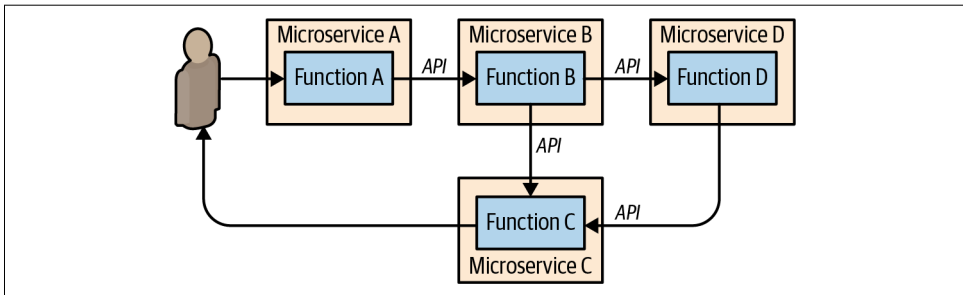 Microservice A
Function A
API
Microservice B
Function B
API
Microservice D
Function D
API
Function C
Microservice C
API